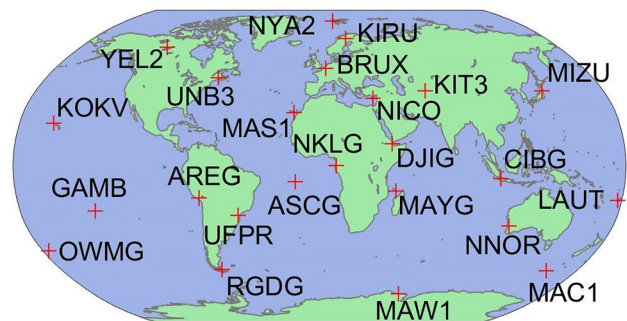 NYA2
KIRU
YEL2
BRUX
UNB3
KIT3
MIZU
KOKV
NICO
MAS1
NKLG
DJIG
CIBG
AREG
GAMB
ASCG
MAYG
LAUT
UFPR
NNOR
OWMG
RGDG
MAC1
MAW1